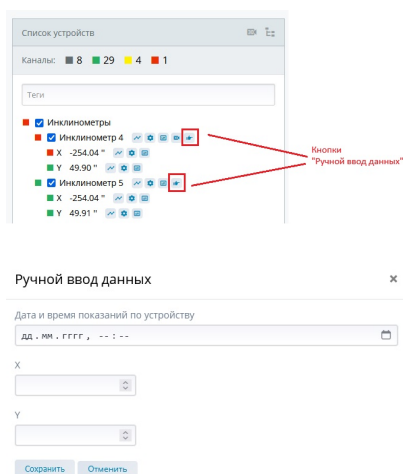 Список устройств
Каналы: 8 29 4 1
Теги
Инклинометры
Инклинометр 4
X -254.04 "
Y 49.90 "
Инклинометр 5
X -254.04 "
Y 49.91 "
Кнопки
"Ручной ввод данных"
Ручной ввод данных ×
Дата и время показаний по устройству
дд.мм.гггг, --:--
X
Y
Сохранить Отменить